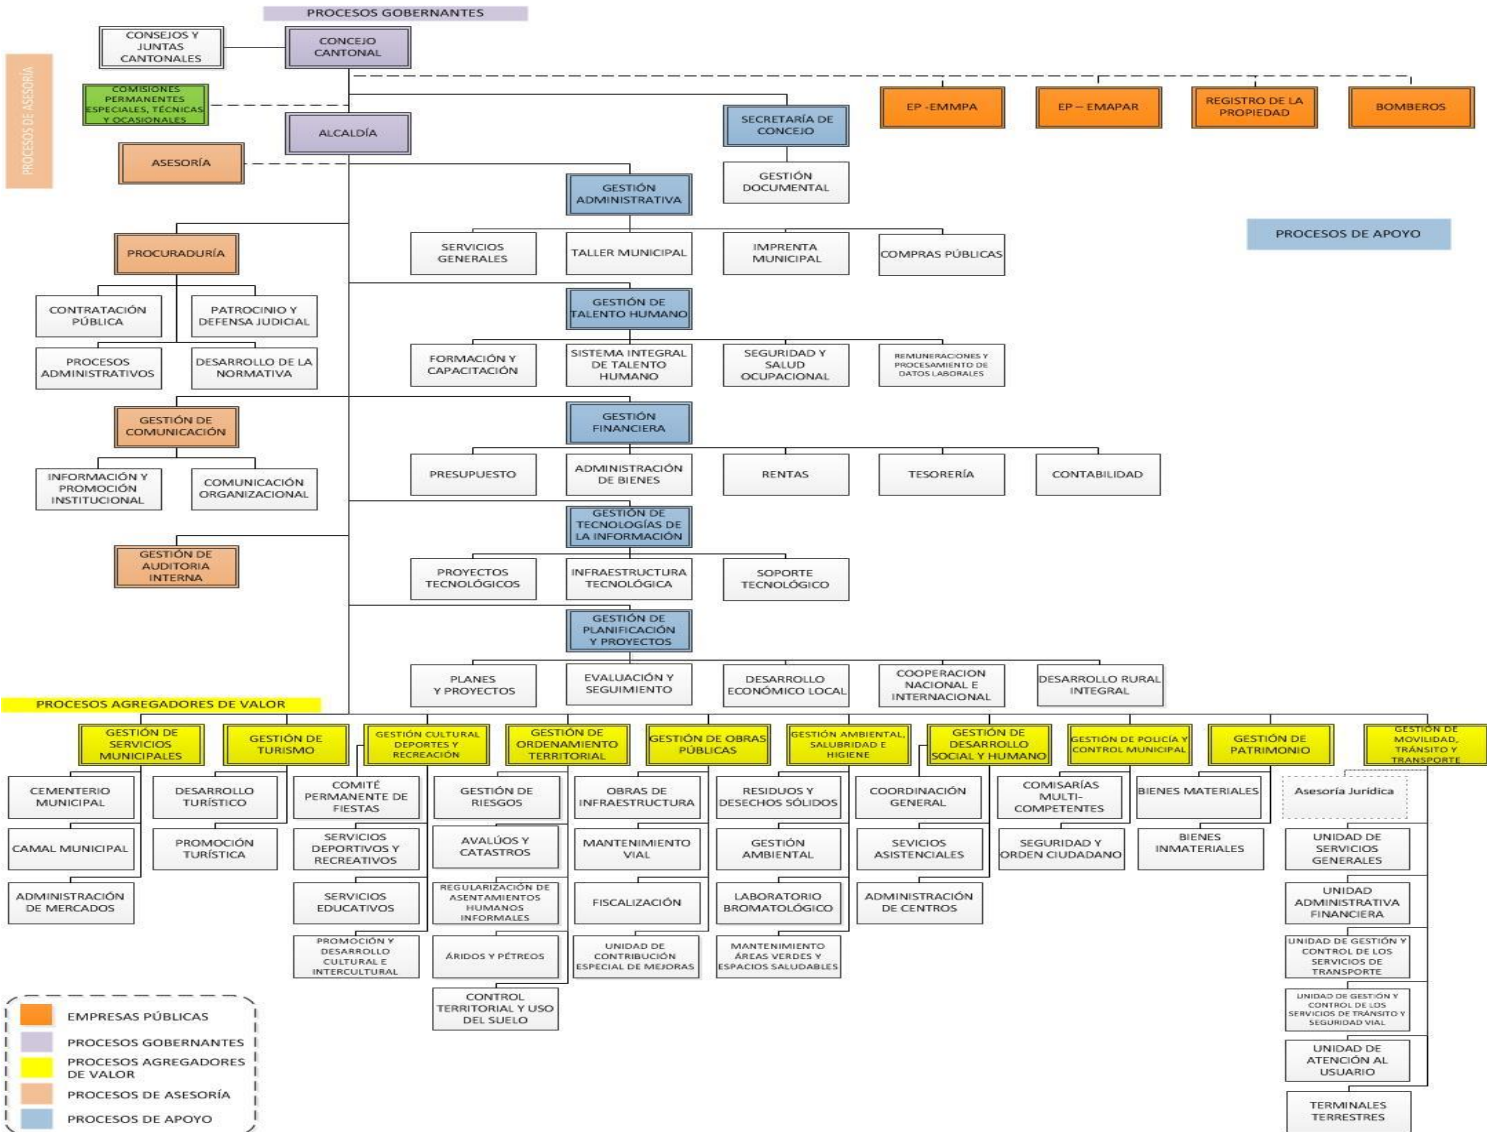 PROCESOS GOBERNANTES
CONSEJOS Y
JUNTAS
CANTONALES
CONCEJO
CANTONAL
PROCESOS DE ASESORÍA
COMISIONES
PERMANENTES
ESPECIALES, TÉCNICAS
Y OCASIONALES
ALCALDÍA
SECRETARÍA DE
CONCEJO
EP -EMMPA
EP – EMAPAR
REGISTRO DE LA
PROPIEDAD
BOMBEROS
ASESORÍA
GESTIÓN
DOCUMENTAL
GESTIÓN
ADMINISTRATIVA
PROCESOS DE APOYO
PROCURADURÍA
SERVICIOS
GENERALES
TALLER MUNICIPAL
IMPRENTA
MUNICIPAL
COMPRAS PÚBLICAS
CONTRATACIÓN
PÚBLICA
PATROCINIO Y
DEFENSA JUDICIAL
GESTIÓN DE
TALENTO HUMANO
PROCESOS
ADMINISTRATIVOS
DESARROLLO DE LA
NORMATIVA
FORMACIÓN Y
CAPACITACIÓN
SISTEMA INTEGRAL
DE TALENTO
HUMANO
SEGURIDAD Y
SALUD
OCUPACIONAL
REMUNERACIONES Y
PROCESAMIENTO DE
DATOS LABORALES
GESTIÓN DE
COMUNICACIÓN
GESTIÓN
FINANCIERA
INFORMACIÓN Y
PROMOCIÓN
INSTITUCIONAL
COMUNICACIÓN
ORGANIZACIONAL
PRESUPUESTO
ADMINISTRACIÓN
DE BIENES
RENTAS
TESORERÍA
CONTABILIDAD
GESTIÓN DE
TECNOLOGÍAS DE
LA INFORMACIÓN
GESTIÓN DE
AUDITORIA
INTERNA
PROYECTOS
TECNOLÓGICOS
INFRAESTRUCTURA
TECNOLÓGICA
SOPORTE
TECNOLÓGICO
GESTIÓN DE
PLANIFICACIÓN
Y PROYECTOS
PLANES
Y PROYECTOS
EVALUACIÓN Y
SEGUIMIENTO
DESARROLLO
ECONÓMICO LOCAL
COOPERACION
NACIONAL E
INTERNACIONAL
DESARROLLO RURAL
INTEGRAL
PROCESOS AGREGADORES DE VALOR
GESTIÓN DE
SERVICIOS
MUNICIPALES
GESTIÓN DE
TURISMO
GESTIÓN CULTURAL
DEPORTES Y
RECREACIÓN
GESTIÓN DE
ORDENAMIENTO
TERRITORIAL
GESTIÓN DE OBRAS
PÚBLICAS
GESTIÓN AMBIENTAL,
SALUBRIDAD E
HIGIENE
GESTIÓN DE
DESARROLLO
SOCIAL Y HUMANO
GESTIÓN DE POLICÍA Y
CONTROL MUNICIPAL
GESTIÓN DE
PATRIMONIO
GESTIÓN DE
MOVILIDAD,
TRÁNSITO Y
TRANSPORTE
CEMENTERIO
MUNICIPAL
DESARROLLO
TURÍSTICO
COMITÉ
PERMANENTE DE
FIESTAS
GESTIÓN DE
RIESGOS
OBRAS DE
INFRAESTRUCTURA
RESIDUOS Y
DESECHOS SÓLIDOS
COORDINACIÓN
GENERAL
COMISARÍAS
MULTI-
COMPETENTES
BIENES MATERIALES
Asesoría Jurídica
CAMAL MUNICIPAL
PROMOCIÓN
TURÍSTICA
SERVICIOS
DEPORTIVOS Y
RECREATIVOS
AVALÚOS Y
CATASTROS
MANTENIMIENTO
VIAL
GESTIÓN
AMBIENTAL
SEVICIOS
ASISTENCIALES
SEGURIDAD Y
ORDEN CIUDADANO
BIENES
INMATERIALES
UNIDAD DE
SERVICIOS
GENERALES
ADMINISTRACIÓN
DE MERCADOS
SERVICIOS
EDUCATIVOS
REGULARIZACIÓN DE
ASENTAMIENTOS
HUMANOS
INFORMALES
FISCALIZACIÓN
LABORATORIO
BROMATOLÓGICO
ADMINISTRACIÓN
DE CENTROS
UNIDAD
ADMINISTRATIVA
FINANCIERA
PROMOCIÓN Y
DESARROLLO
CULTURAL E
INTERCULTURAL
ÁRIDOS Y PÉTREOS
UNIDAD DE
CONTRIBUCIÓN
ESPECIAL DE MEJORAS
MANTENIMIENTO
ÁREAS VERDES Y
ESPACIOS SALUDABLES
UNIDAD DE GESTIÓN Y
CONTROL DE LOS
SERVICIOS DE
TRANSPORTE
CONTROL
TERRITORIAL Y USO
DEL SUELO
UNIDAD DE GESTIÓN Y
CONTROL DE LOS
SERVICIOS DE TRÁNSITO Y
SEGURIDAD VIAL
UNIDAD DE
ATENCIÓN AL
USUARIO
TERMINALES
TERRESTRES
EMPRESAS PÚBLICAS
PROCESOS GOBERNANTES
PROCESOS AGREGADORES
DE VALOR
PROCESOS DE ASESORÍA
PROCESOS DE APOYO